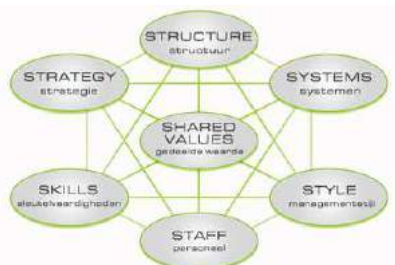 STRUCTURE
structuur
STRATEGY
strategie
SYSTEMS
systemen
SHARED
VALUES
gedeelde waarde
SKILLS
sleutelvaardigheden
STYLE
managementstijl
STAFF
personeel